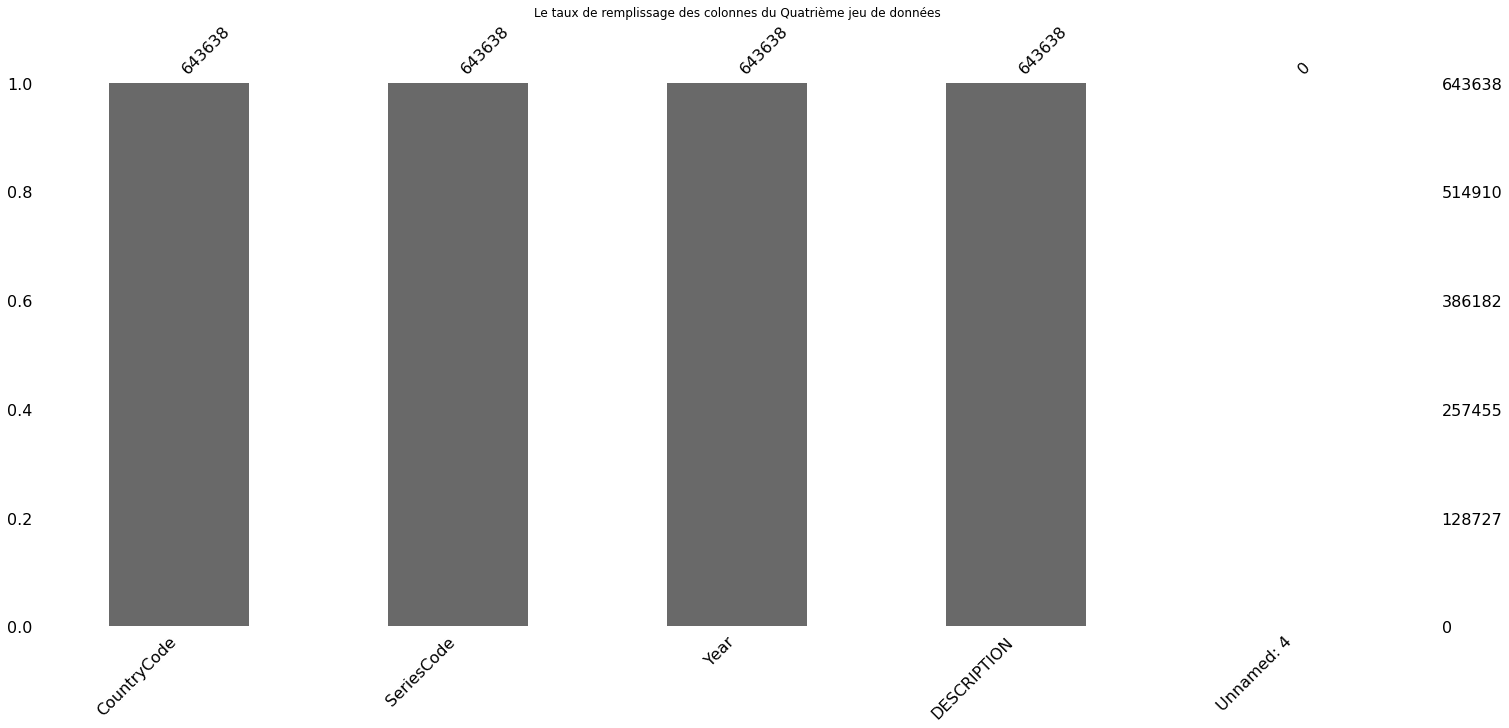 Le taux de remplissage des colonnes du Quatrième jeu de données
643638
643638
643638
643638
0
1.0
643638
0.8
514910
0.6
386182
0.4
257455
0.2
128727
0.0
0
CountryCode
SeriesCode
Year
DESCRIPTION
Unnamed: 4